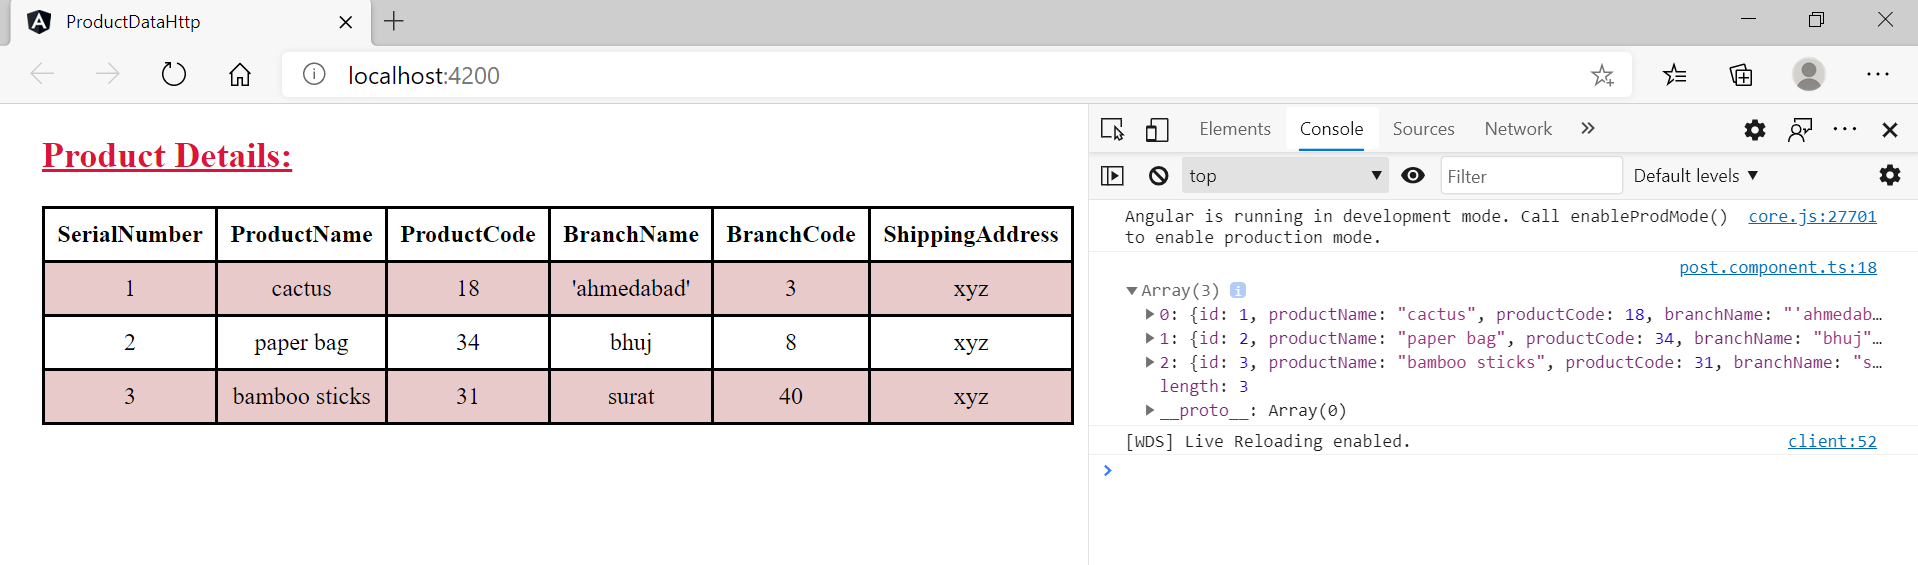 ProductDataHttp
localhost:4200
Product Details:
SerialNumber ProductName ProductCode BranchName BranchCode ShippingAddress
1 cactus 18 'ahmedabad' 3 xyz
2 paper bag 34 bhuj 8 xyz
3 bamboo sticks 31 surat 40 xyz
Elements Console Sources Network
top Filter Default levels
Angular is running in development mode. Call enableProdMode() core.js:27701
to enable production mode.
post.component.ts:18
Array(3)
0: {id: 1, productName: "cactus", productCode: 18, branchName: "'ahmedab…
1: {id: 2, productName: "paper bag", productCode: 34, branchName: "bhuj"…
2: {id: 3, productName: "bamboo sticks", productCode: 31, branchName: "s…
length: 3
__proto__: Array(0)
[WDS] Live Reloading enabled. client:52